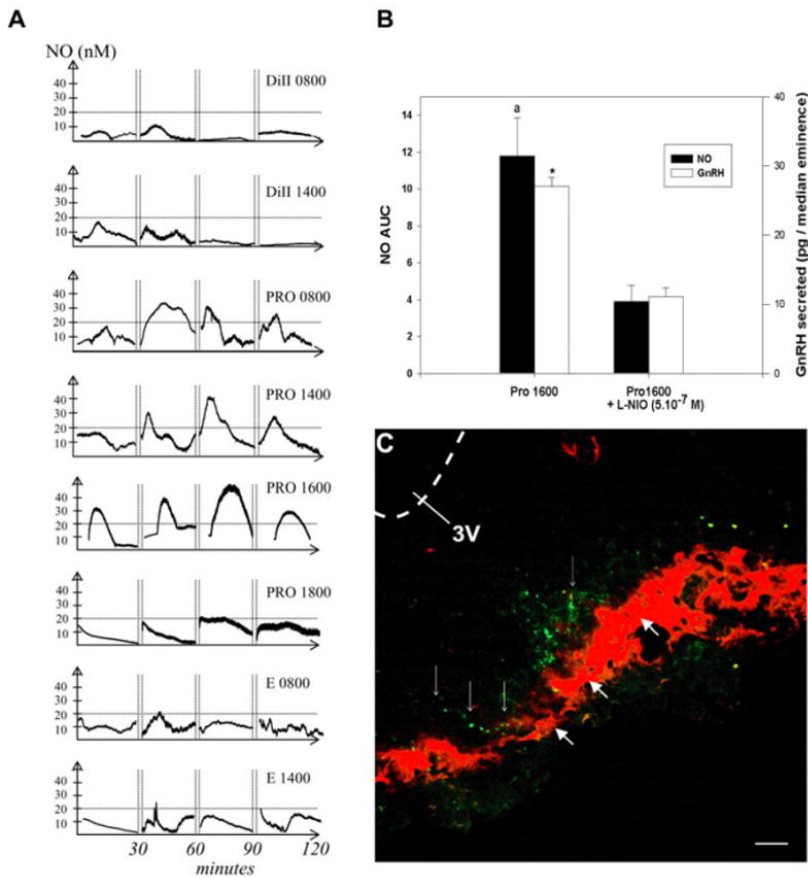 A
NO (nM)
40
30
20
10
DiII 0800
40
30
20
10
DiII 1400
40
30
20
10
PRO 0800
40
30
20
10
PRO 1400
40
30
20
10
PRO 1600
40
30
20
10
PRO 1800
40
30
20
10
E 0800
40
30
20
10
E 1400
30 60 90 120
minutes
B
NO AUC
14
12
10
8
6
4
2
0
a
*
NO
GnRH
40
30
20
10
0
GnRH secreted (pg / median eminence)
Pro 1600
Pro1600
+ L-NIO (5.10⁻⁷ M)
C
3V